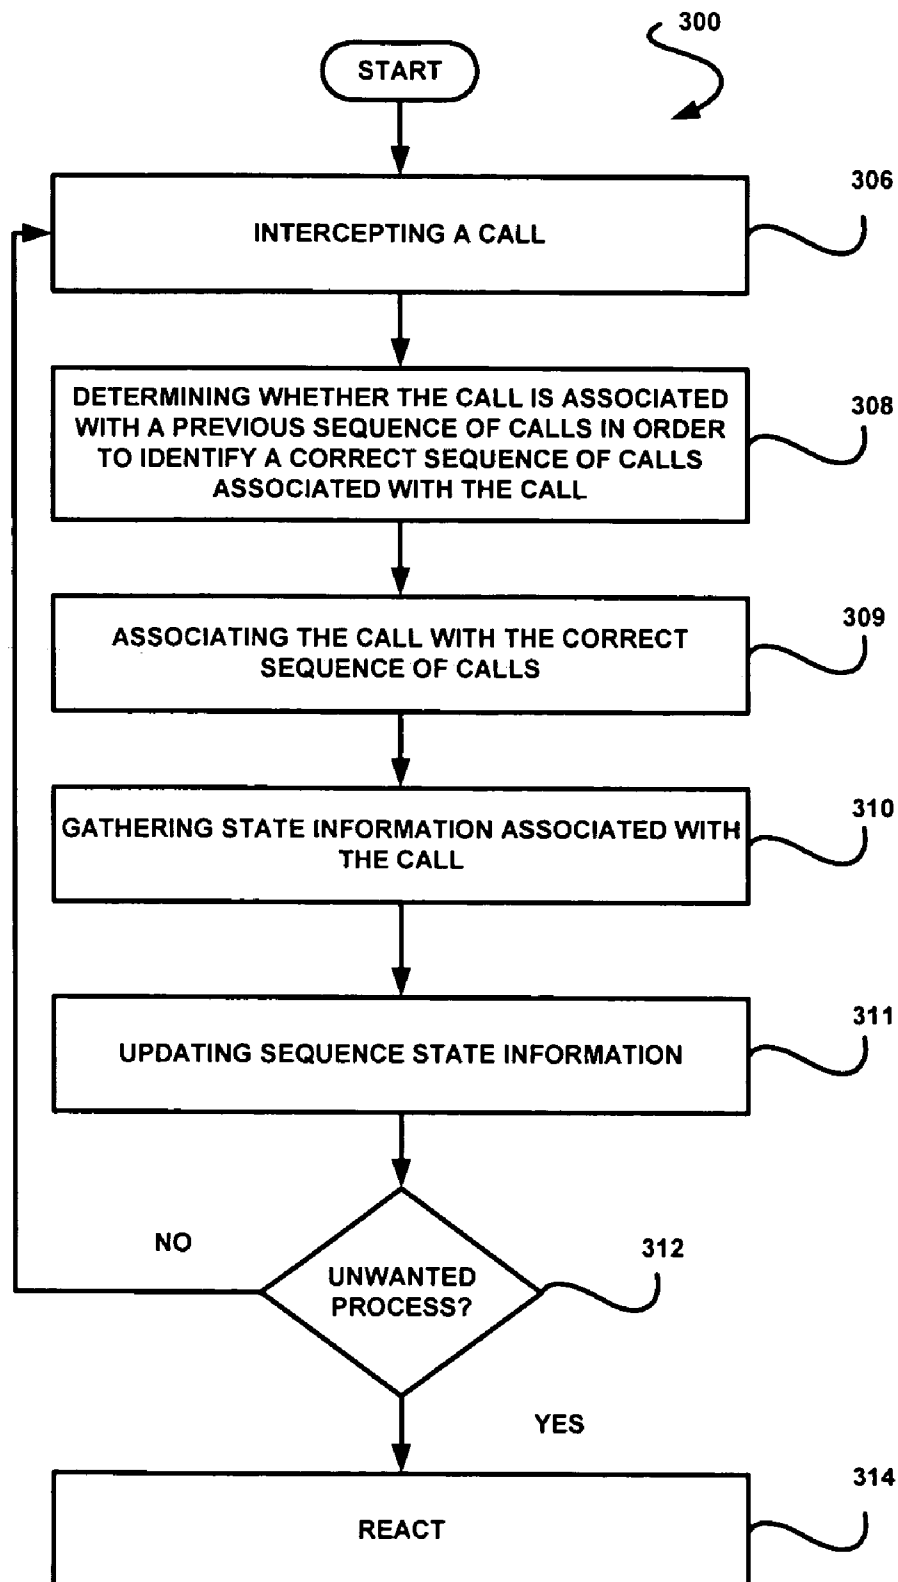 300
START
306
INTERCEPTING A CALL
DETERMINING WHETHER THE CALL IS ASSOCIATED
WITH A PREVIOUS SEQUENCE OF CALLS IN ORDER
TO IDENTIFY A CORRECT SEQUENCE OF CALLS
ASSOCIATED WITH THE CALL
308
ASSOCIATING THE CALL WITH THE CORRECT
SEQUENCE OF CALLS
309
GATHERING STATE INFORMATION ASSOCIATED WITH
THE CALL
310
UPDATING SEQUENCE STATE INFORMATION
311
NO
UNWANTED
PROCESS?
312
YES
REACT
314